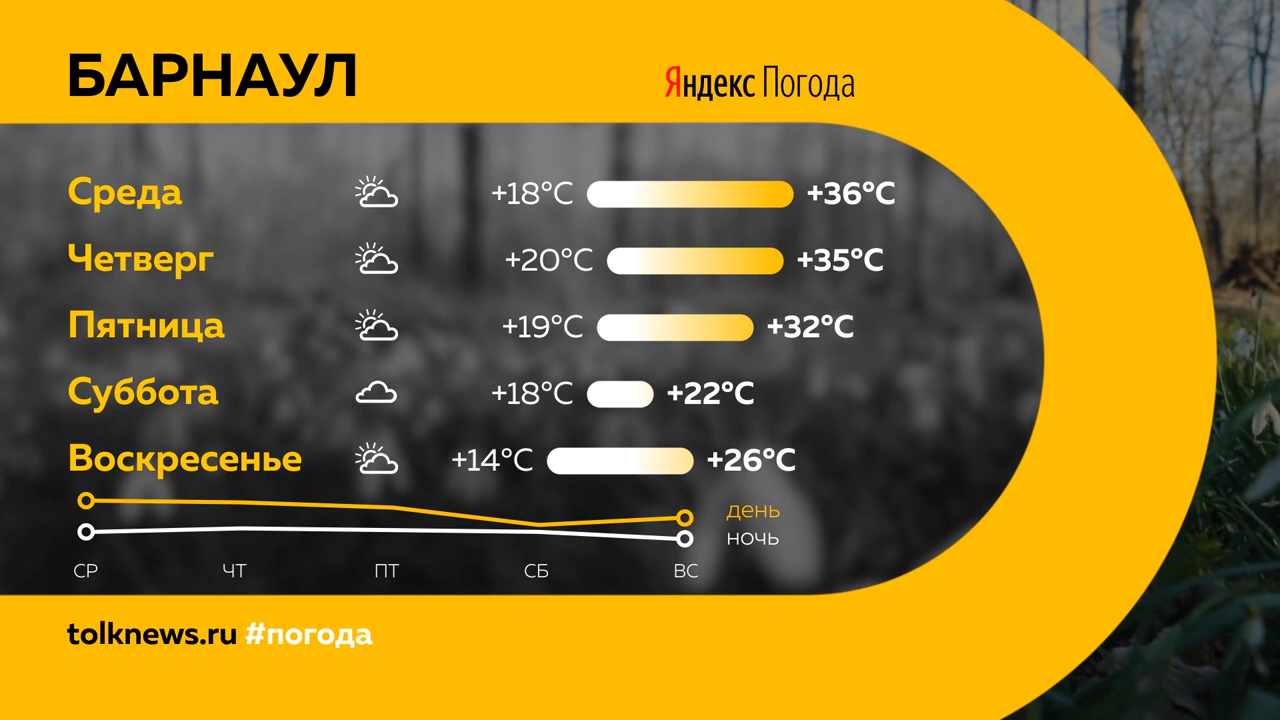 БАРНАУЛ
Яндекс Погода
Среда +18°C +36°C
Четверг +20°C +35°C
Пятница +19°C +32°C
Суббота +18°C +22°C
Воскресенье +14°C +26°C
день
ночь
СР ЧТ ПТ СБ ВС
tolknews.ru #погода